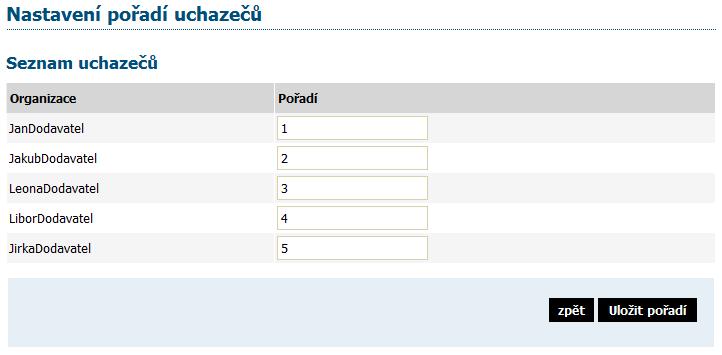 Nastavení pořadí uchazečů
Seznam uchazečů
Organizace Pořadí
JanDodavatel 1
JakubDodavatel 2
LeonaDodavatel 3
LiborDodavatel 4
JirkaDodavatel 5
zpět Uložit pořadí